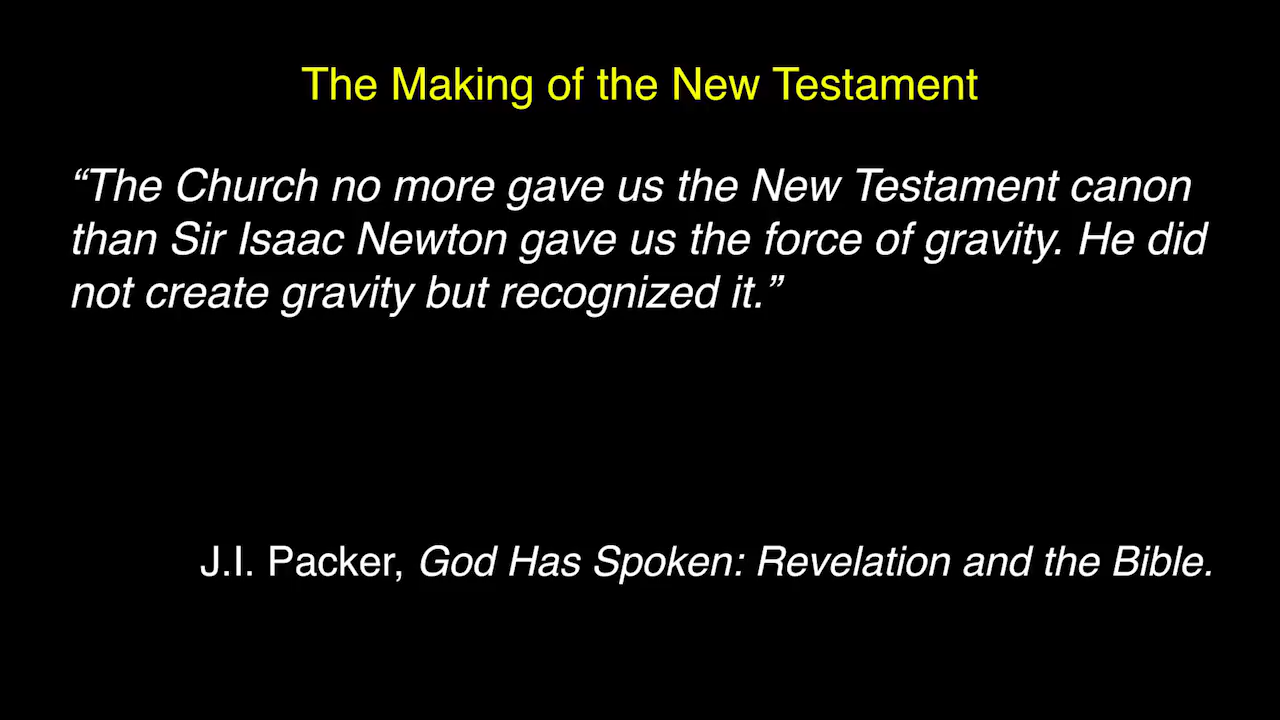 The Making of the New Testament
“The Church no more gave us the New Testament canon
than Sir Isaac Newton gave us the force of gravity. He did
not create gravity but recognized it.”
J.I. Packer, God Has Spoken: Revelation and the Bible.